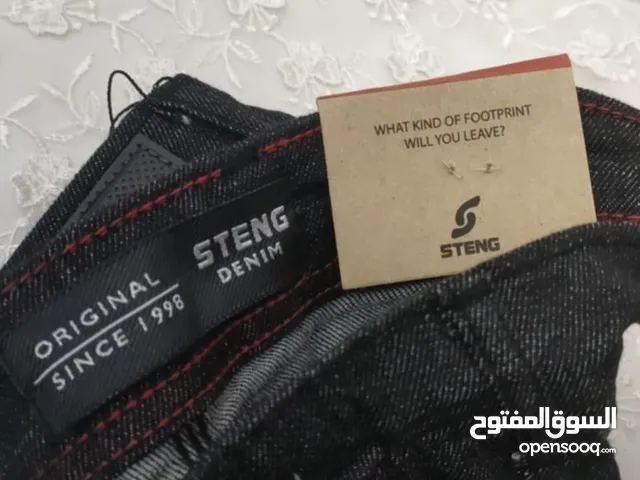 WHAT KIND OF FOOTPRINT
WILL YOU LEAVE?
STENG
STENG
DENIM
ORIGINAL
SINCE 1998
السوق المفتوح
opensooq.com